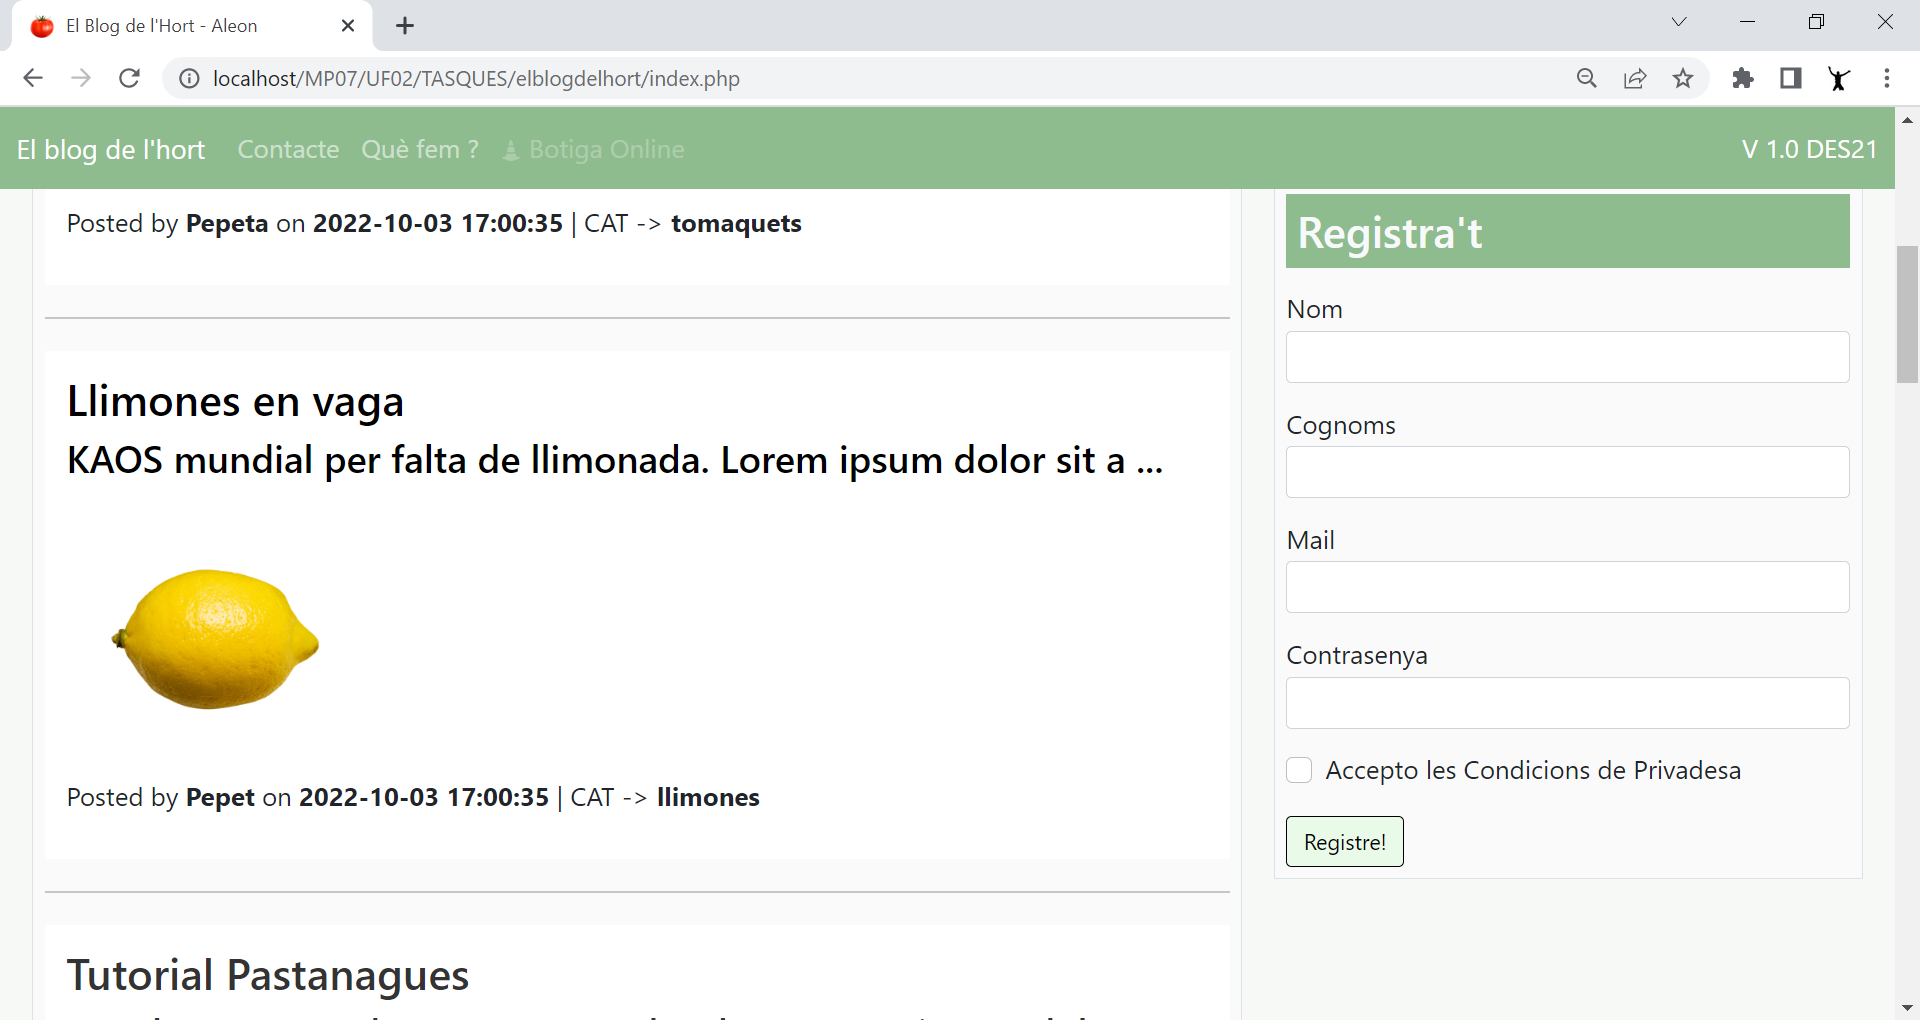 El Blog de l'Hort - Aleon
localhost/MP07/UF02/TASQUES/elblogdelhort/index.php
El blog de l'hort Contacte Què fem ? Botiga Online V 1.0 DES21
Posted by Pepeta on 2022-10-03 17:00:35 | CAT -> tomaquets
Llimones en vaga
KAOS mundial per falta de llimonada. Lorem ipsum dolor sit a ...
Posted by Pepet on 2022-10-03 17:00:35 | CAT -> llimones
Tutorial Pastanagues
Registra't
Nom
Cognoms
Mail
Contrasenya
Accepto les Condicions de Privadesa
Registre!